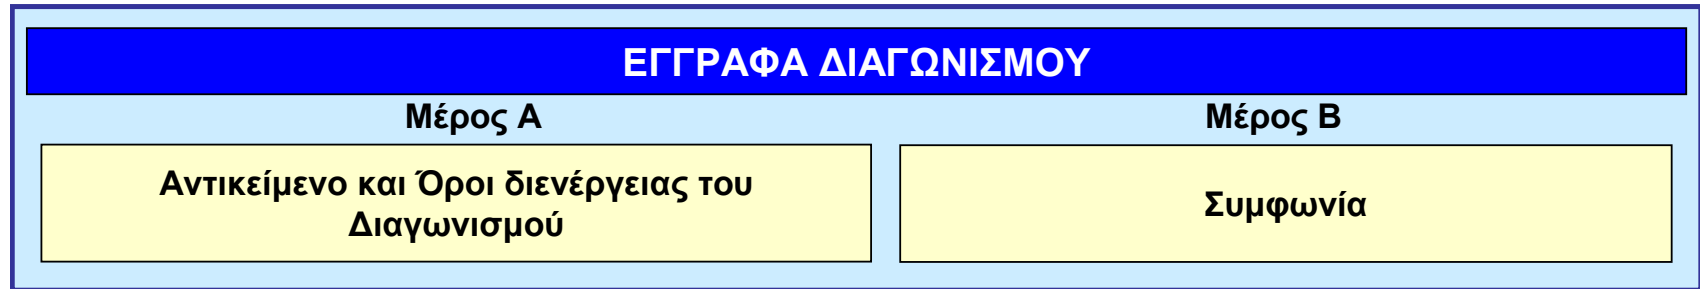 ΕΓΓΡΑΦΑ ΔΙΑΓΩΝΙΣΜΟΥ
Μέρος Α
Μέρος Β
Αντικείμενο και Όροι διενέργειας του
Διαγωνισμού
Συμφωνία